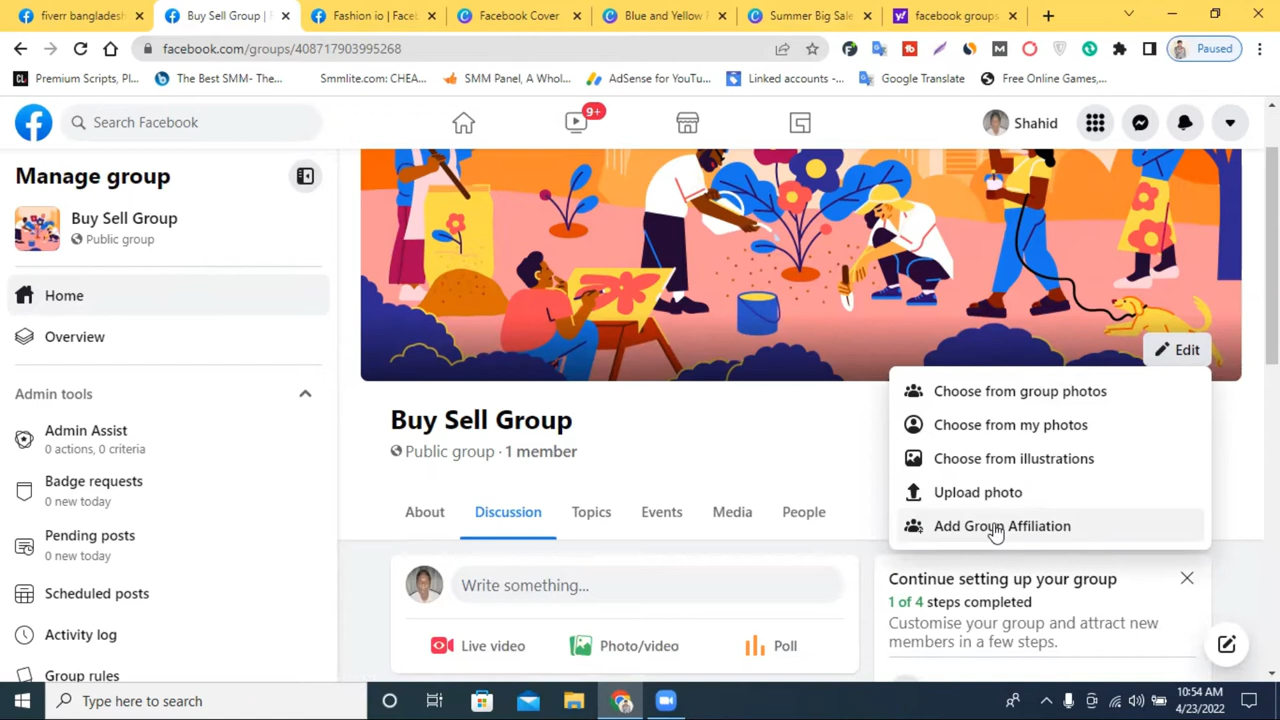 fiverr bangladesh
Buy Sell Group | F
Fashion io | Faceb
Facebook Cover
Blue and Yellow F
Summer Big Sale
facebook groups
facebook.com/groups/408717903995268
Paused
Premium Scripts, Pl...
The Best SMM- The...
Smmlite.com: CHEA...
SMM Panel, A Whol...
AdSense for YouTu...
Linked accounts -...
Google Translate
Free Online Games,...
Search Facebook
9+
Shahid
Manage group
Buy Sell Group
Public group
Home
Overview
Admin tools
Admin Assist
0 actions, 0 criteria
Badge requests
0 new today
Pending posts
0 new today
Scheduled posts
Activity log
Group rules
Edit
Choose from group photos
Choose from my photos
Choose from illustrations
Upload photo
Add Group Affiliation
Buy Sell Group
Public group · 1 member
About
Discussion
Topics
Events
Media
People
Write something...
Live video
Photo/video
Poll
Continue setting up your group
1 of 4 steps completed
Customise your group and attract new
members in a few steps.
Type here to search
10:54 AM
4/23/2022